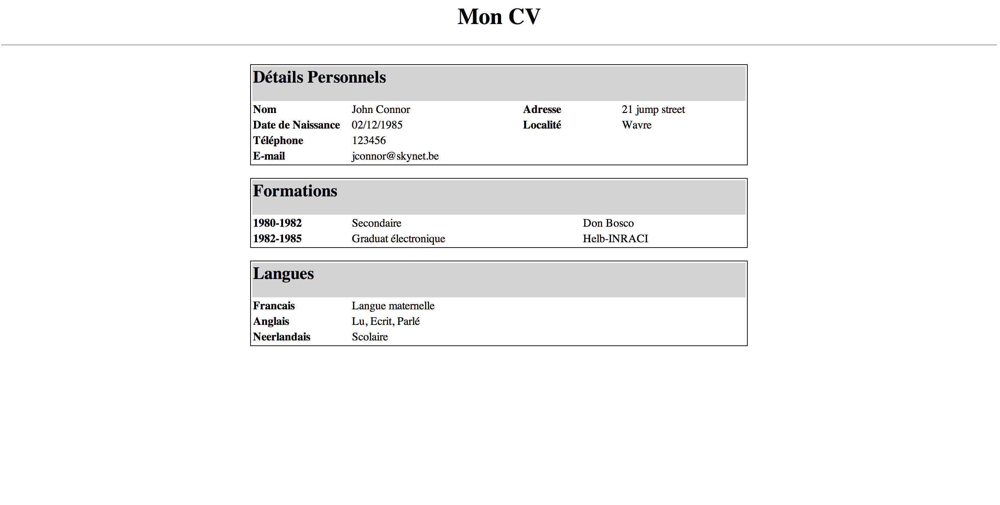 Mon CV
Détails Personnels
Nom John Connor Adresse 21 jump street
Date de Naissance 02/12/1985 Localité Wavre
Téléphone 123456
E-mail jconnor@skynet.be
Formations
1980-1982 Secondaire Don Bosco
1982-1985 Graduat électronique Helb-INRACI
Langues
Francais Langue maternelle
Anglais Lu, Ecrit, Parlé
Neerlandais Scolaire